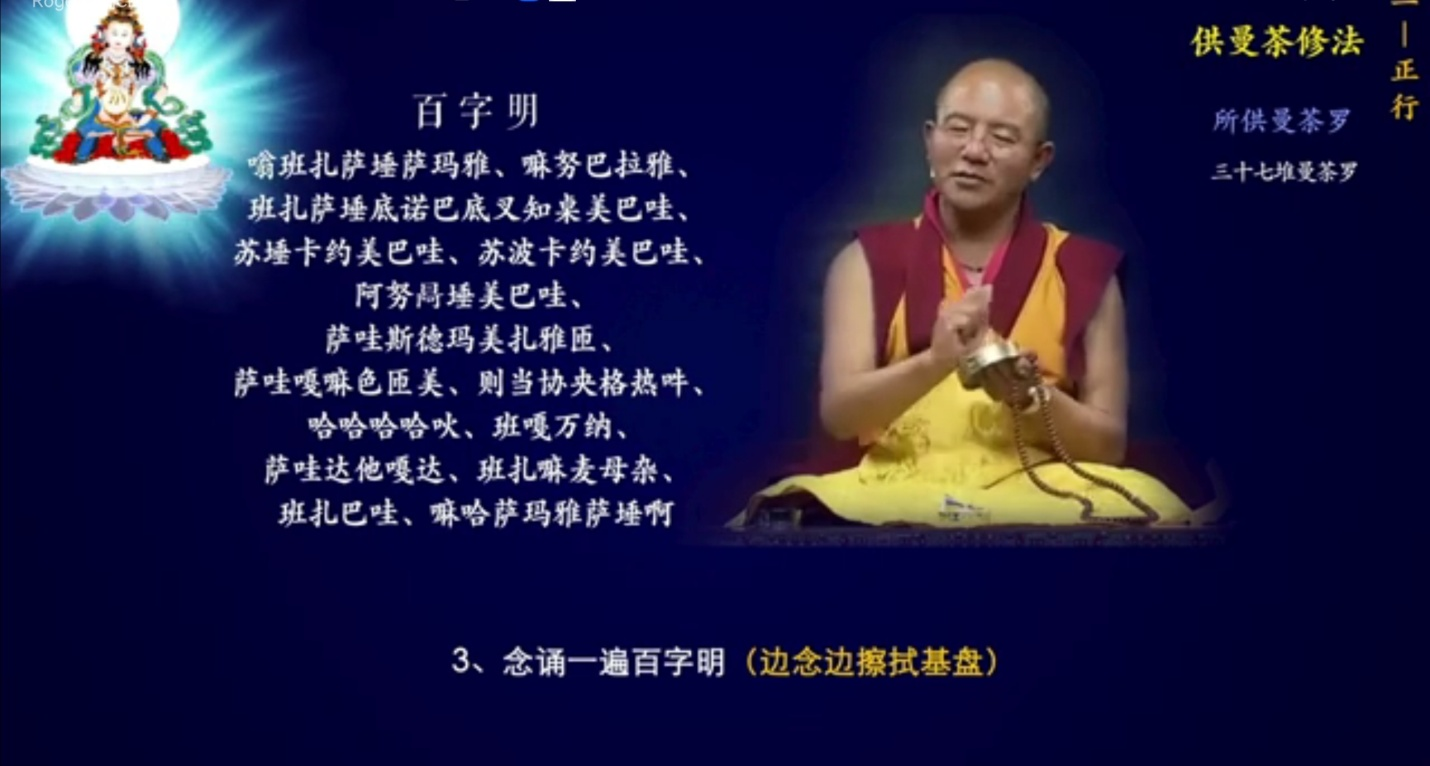 百字明
嗡班扎萨埵萨玛雅、嘛努巴拉雅、
班扎萨埵底诺巴底叉知桌美巴哇、
苏埵卡约美巴哇、苏波卡约美巴哇、
阿努埵美巴哇、
萨哇斯德玛美扎雅匝、
萨哇嘎嘛色匝美、则当协央格热吽、
哈哈哈哈伙、班嘎万纳、
萨哇达他嘎达、班扎嘛麦母杂、
班扎巴哇、嘛哈萨玛雅萨埵啊
供曼茶修法
所供曼茶罗
三十七堆曼茶罗
正行
3、念诵一遍百字明（边念边擦拭基盘）